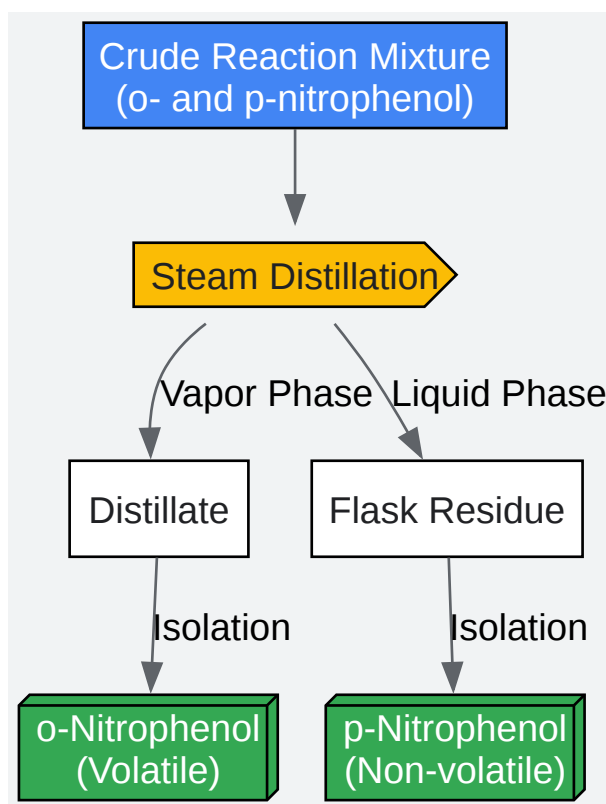 Crude Reaction Mixture
(o- and p-nitrophenol)
Steam Distillation
Vapor Phase
Liquid Phase
Distillate
Flask Residue
Isolation
Isolation
o-Nitrophenol
(Volatile)
p-Nitrophenol
(Non-volatile)